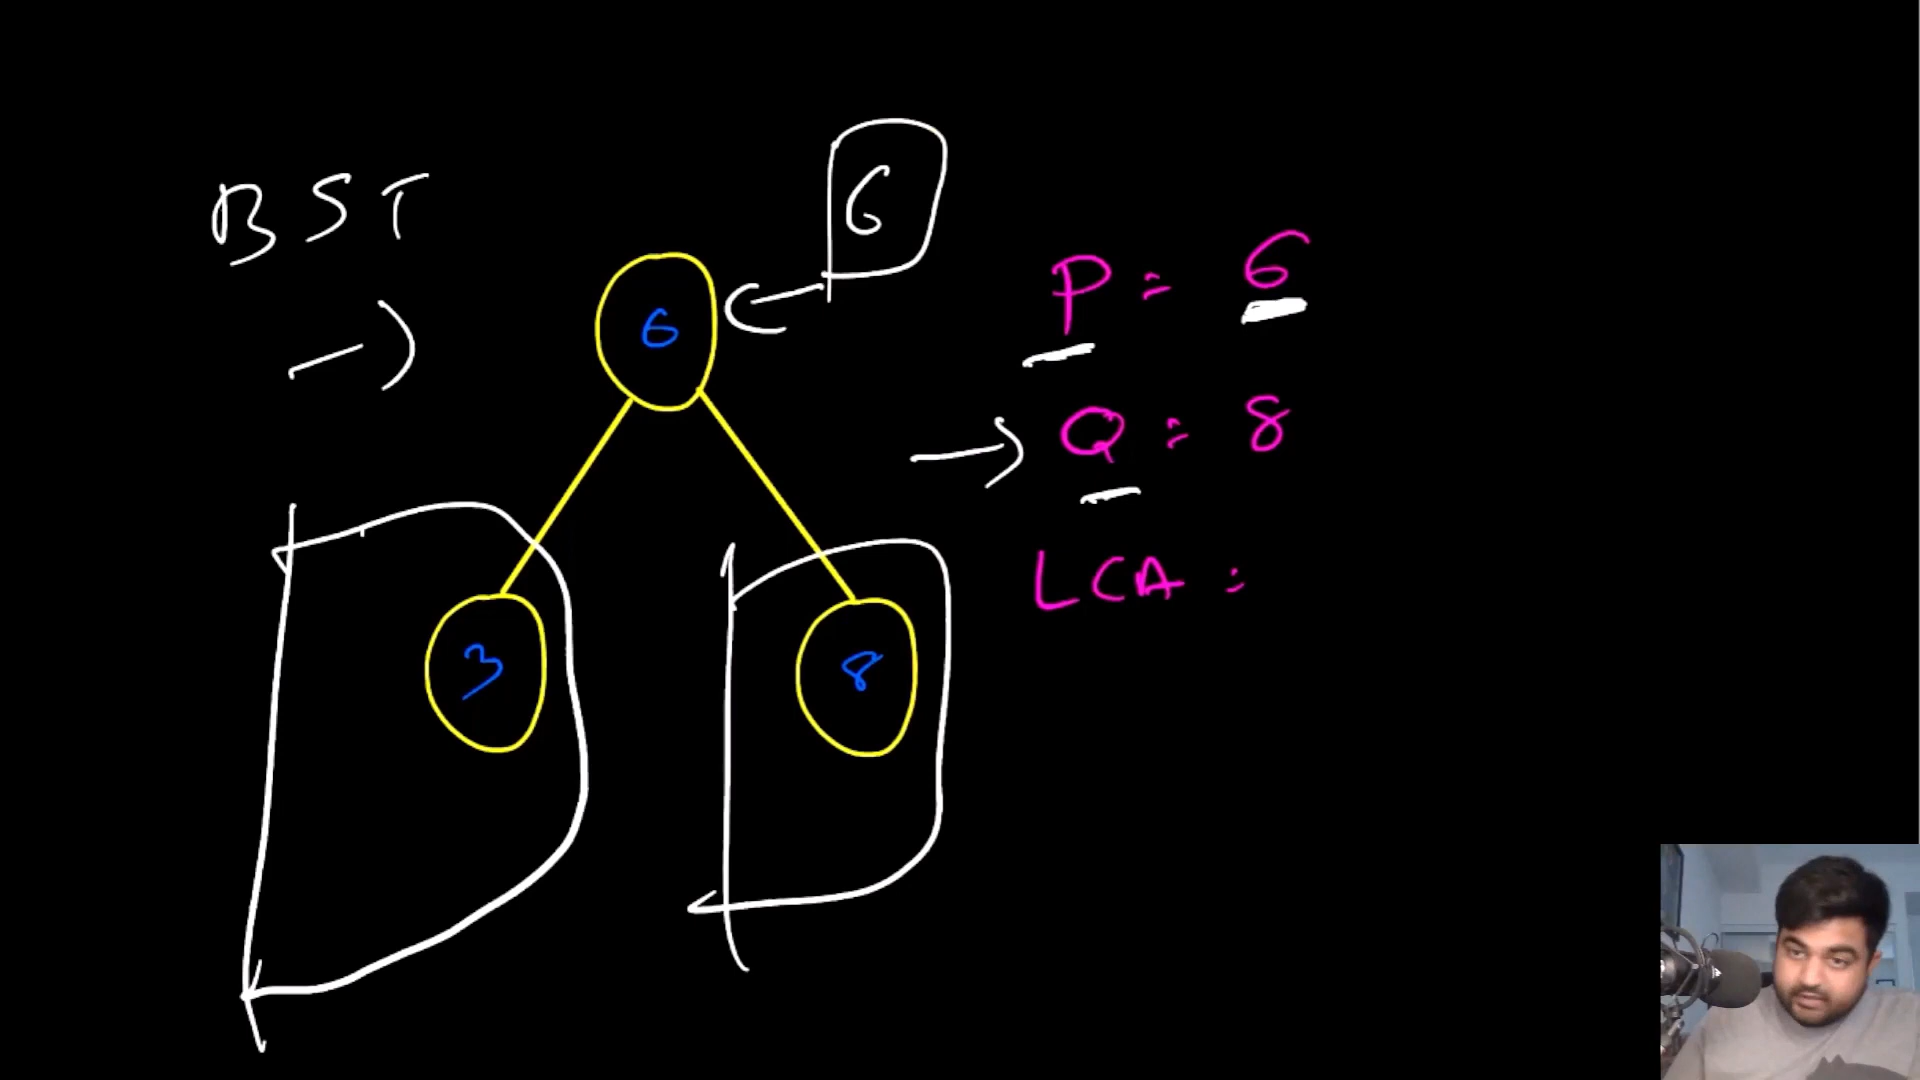 BST
6
6
P = 6
Q = 8
LCA =
3
8